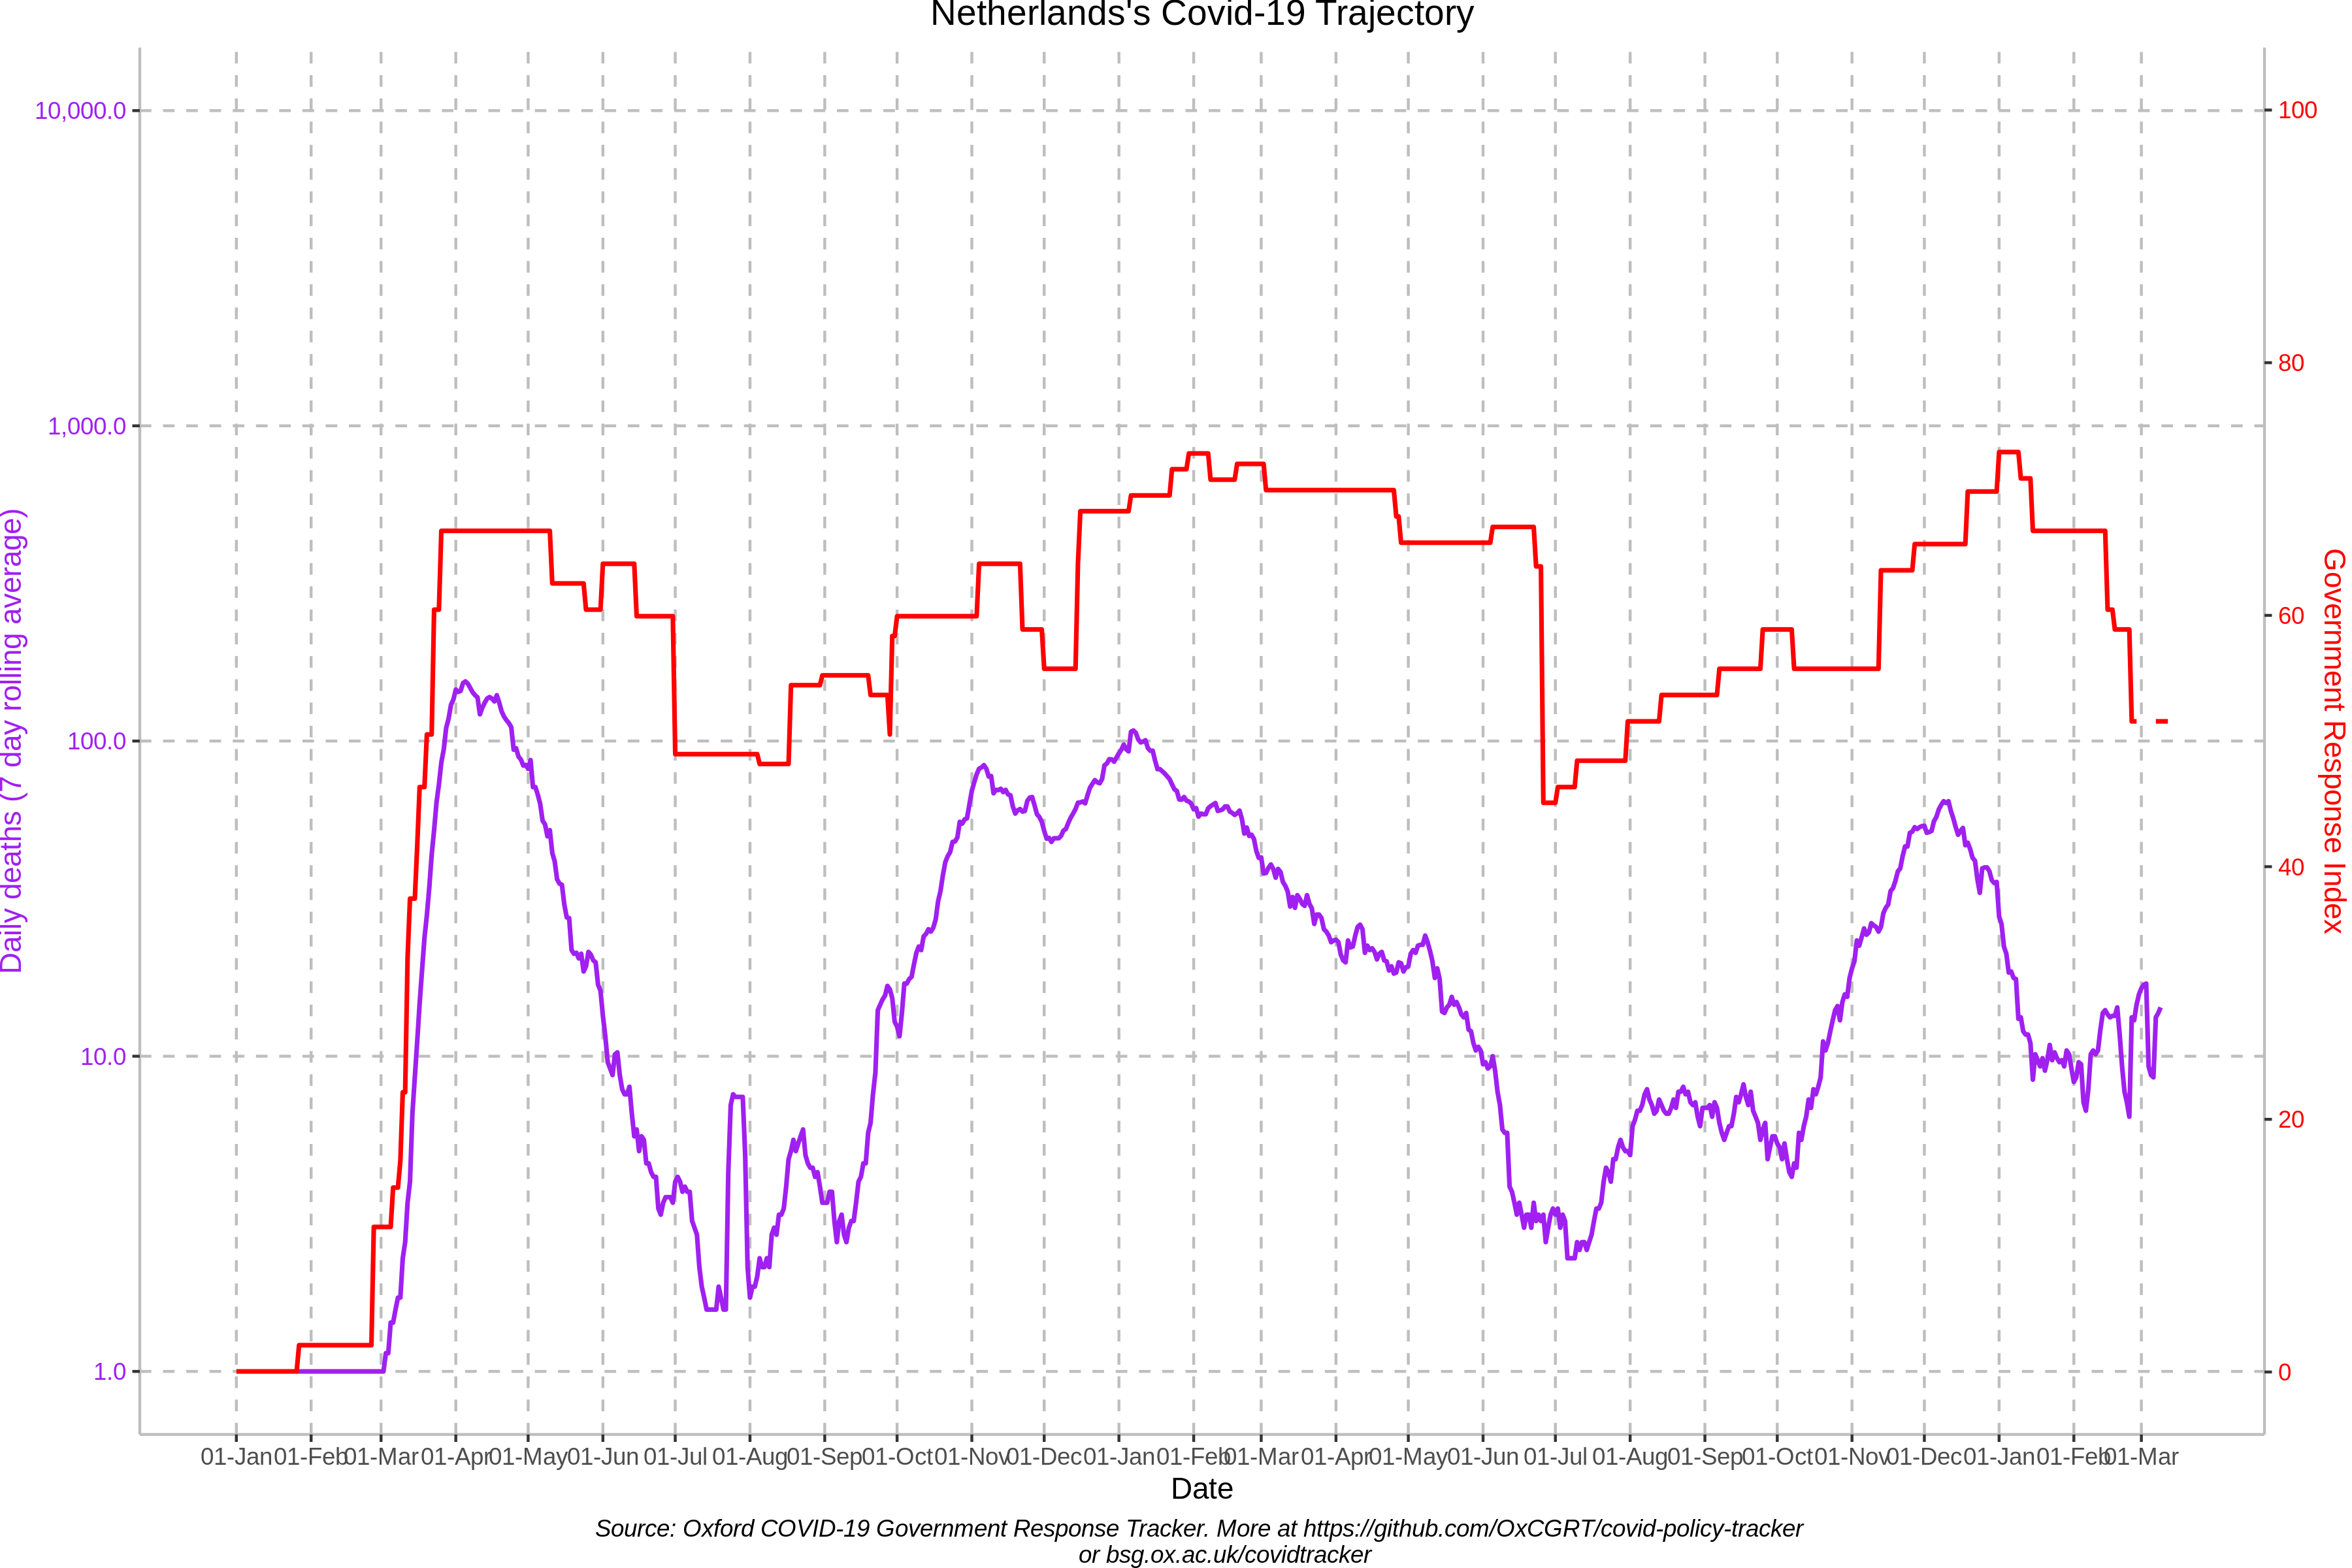 Netherlands's Covid-19 Trajectory
10,000.0
1,000.0
100.0
10.0
1.0
Daily deaths (7 day rolling average)
100
80
60
40
20
0
Government Response Index
01-Jan 01-Feb 01-Mar 01-Apr 01-May 01-Jun 01-Jul 01-Aug 01-Sep 01-Oct 01-Nov 01-Dec 01-Jan 01-Feb 01-Mar 01-Apr 01-May 01-Jun 01-Jul 01-Aug 01-Sep 01-Oct 01-Nov 01-Dec 01-Jan 01-Feb 01-Mar
Date
Source: Oxford COVID-19 Government Response Tracker. More at https://github.com/OxCGRT/covid-policy-tracker
or bsg.ox.ac.uk/covidtracker